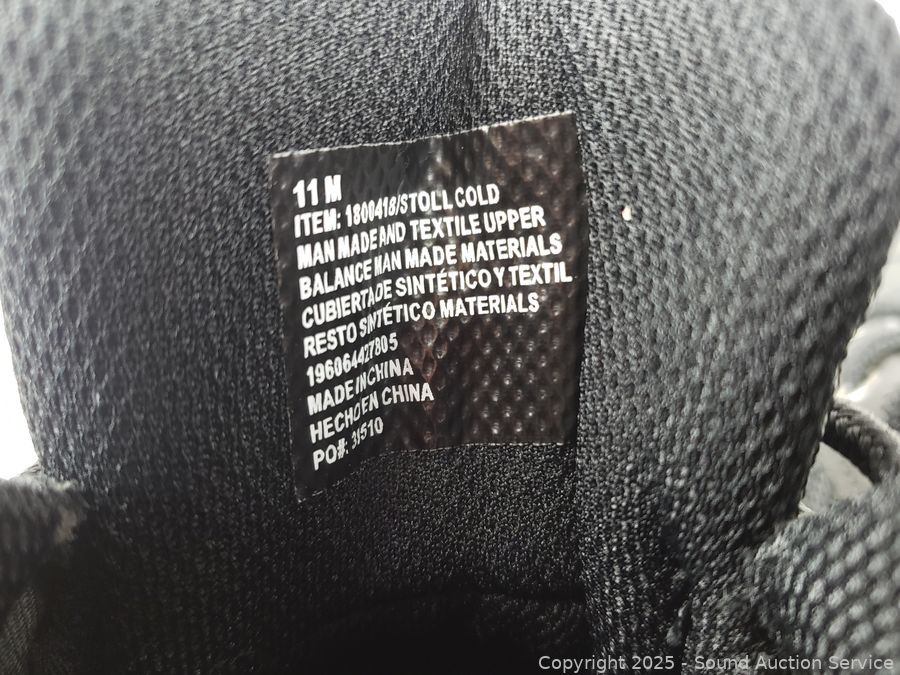 11 M
ITEM: 1800418/STOLL COLD
MAN MADE AND TEXTILE UPPER
BALANCE MAN MADE MATERIALS
CUBIERTA DE SINTÉTICO Y TEXTIL
RESTO SINTÉTICO MATERIALS
196064427805
MADE IN CHINA
HECHO EN CHINA
PO#: 31510
Copyright 2025 - Sound Auction Service